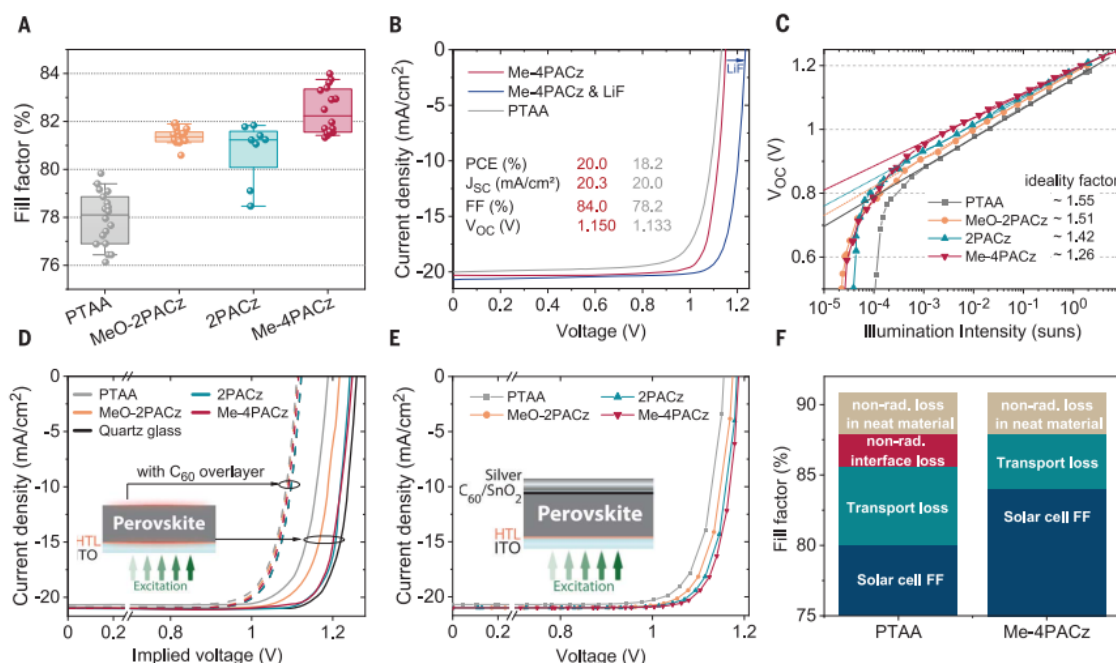 A
Fill factor (%)
84
82
80
78
76
PTAA
MeO-2PACz
2PACz
Me-4PACz
B
Current density (mA/cm²)
0
-5
-10
-15
-20
0
0.2
0.4
0.6
0.8
1
1.2
Voltage (V)
LiF
Me-4PACz
Me-4PACz & LiF
PTAA
PCE (%) 20.0 18.2
JSC (mA/cm²) 20.3 20.0
FF (%) 84.0 78.2
VOC (V) 1.150 1.133
C
VOC (V)
1.2
1.0
0.8
0.6
10⁻⁵
10⁻⁴
10⁻³
10⁻²
10⁻¹
10⁰
Illumination Intensity (suns)
ideality factor
PTAA ~ 1.55
MeO-2PACz ~ 1.51
2PACz ~ 1.42
Me-4PACz ~ 1.26
D
Current density (mA/cm²)
0
-5
-10
-15
-20
0
0.2
0.8
1
1.2
Implied voltage (V)
PTAA
2PACz
MeO-2PACz
Me-4PACz
Quartz glass
with C60 overlayer
Perovskite
HTL
ITO
Excitation
E
Current density (mA/cm²)
0
-5
-10
-15
-20
0
0.2
0.8
1
1.2
Voltage (V)
PTAA
2PACz
MeO-2PACz
Me-4PACz
Silver
C60/SnO2
Perovskite
HTL
ITO
Excitation
F
Fill factor (%)
90
85
80
75
non-rad. loss
in neat material
non-rad.
interface loss
Transport loss
Solar cell FF
non-rad. loss
in neat material
Transport loss
Solar cell FF
PTAA
Me-4PACz